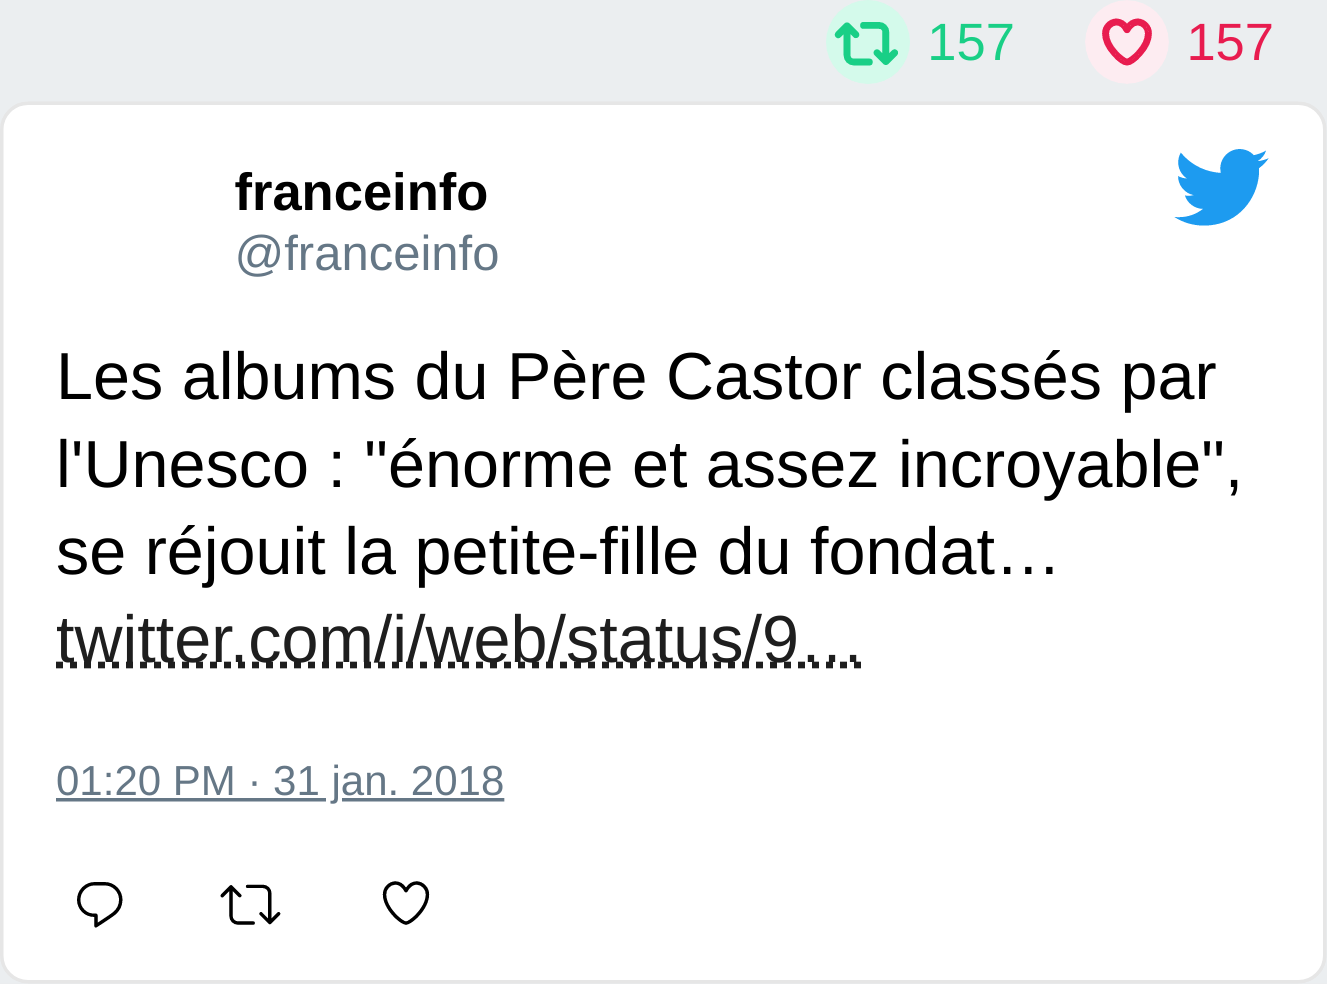 157 157
franceinfo
@franceinfo
Les albums du Père Castor classés par
l'Unesco : "énorme et assez incroyable",
se réjouit la petite-fille du fondat…
twitter.com/i/web/status/9…
01:20 PM · 31 jan. 2018